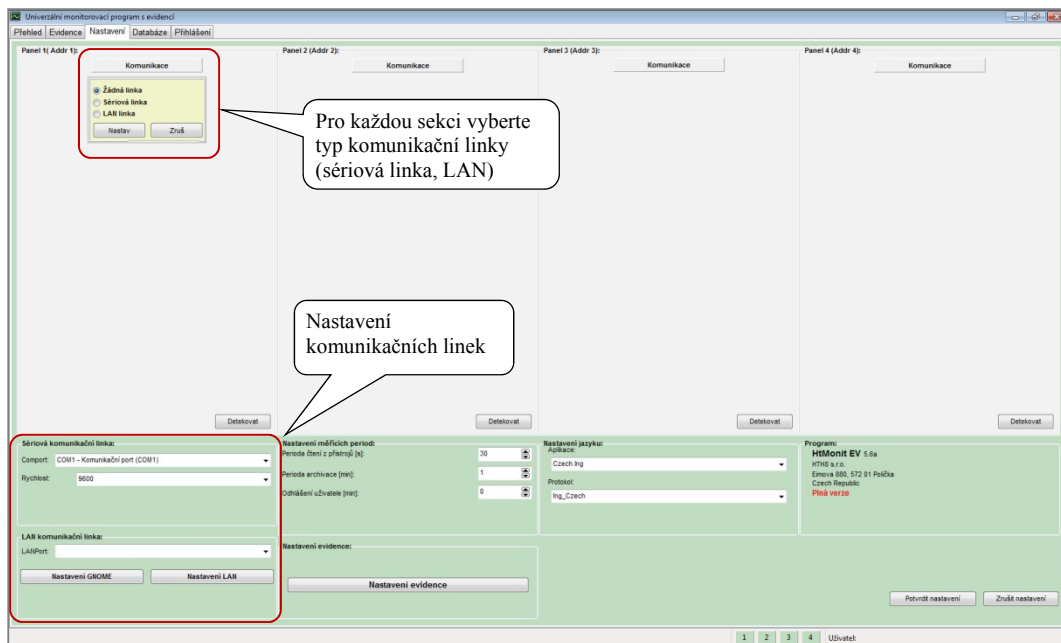 Univerzální monitorovací program s evidencí
Přehled Evidence Nastavení Databáze Přihlášení
Panel 1( Addr 1): Panel 2 (Addr 2): Panel 3 (Addr 3): Panel 4 (Addr 4):
Komunikace Komunikace Komunikace Komunikace
Žádná linka
Sériová linka
LAN linka
Nastav Zruš
Pro každou sekci vyberte
typ komunikační linky
(sériová linka, LAN)
Nastavení
komunikačních linek
Detekovat Detekovat Detekovat Detekovat
Sériová komunikační linka:
Comport: COM1 - Komunikační port (COM1)
Rychlost: 9600
LAN komunikační linka:
LANPort:
Nastavení GNOME Nastavení LAN
Nastavení měřicích period:
Perioda čtení z přístrojů [s]: 30
Perioda archivace [min]: 1
Odhlášení uživatele [min]: 0
Nastavení evidence:
Nastavení evidence
Nastavení jazyku:
Aplikace:
Czech.lng
Protokol:
lng_Czech
Program:
HtMonit EV 5.6a
HTH8 s.r.o.
Eimova 880, 572 01 Polička
Czech Republic
Plná verze
Potvrdit nastavení Zrušit nastavení
1 2 3 4 Uživatel: